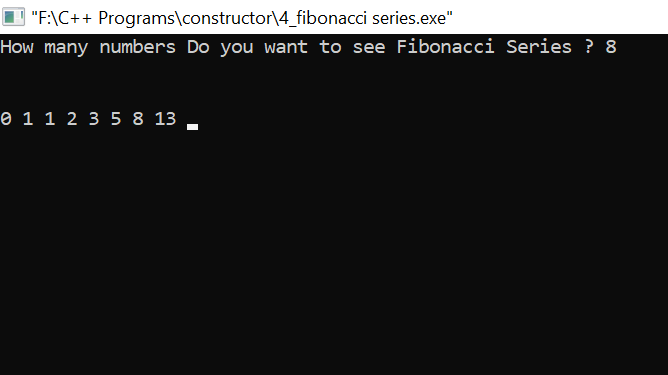 "F:\C++ Programs\constructor\4_fibonacci series.exe"
How many numbers Do you want to see Fibonacci Series ? 8
0 1 1 2 3 5 8 13